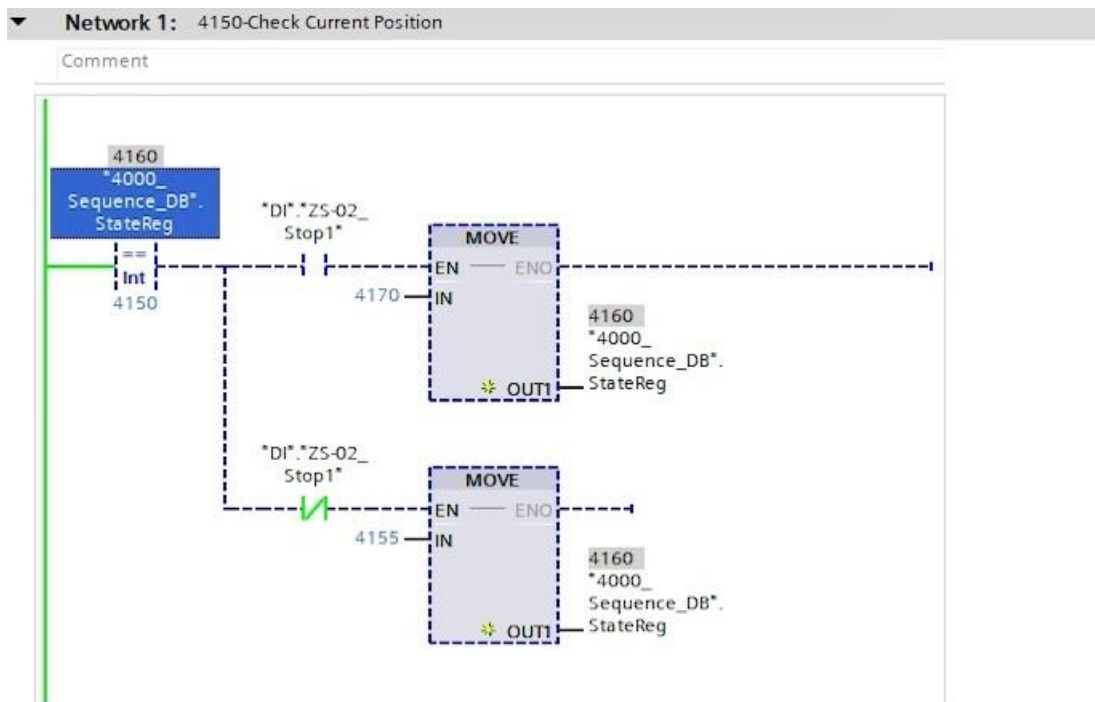 Network 1: 4150-Check Current Position
Comment
4160
"4000_
Sequence_DB".
StateReg
==
Int
4150
"DI"."ZS-02_
Stop1"
MOVE
EN ENO
4170 IN
4160
"4000_
Sequence_DB".
OUT1 StateReg
"DI"."ZS-02_
Stop1"
MOVE
EN ENO
4155 IN
4160
"4000_
Sequence_DB".
OUT1 StateReg